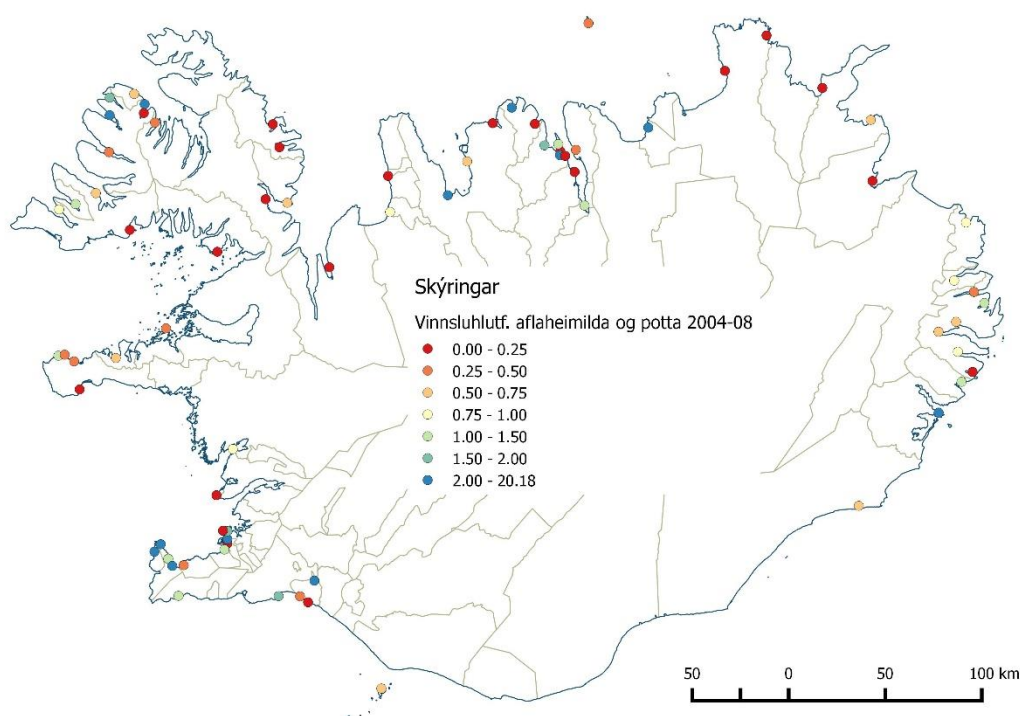 Skýringar
Vinnsluhlutf. aflaheimilda og potta 2004-08
0.00 - 0.25
0.25 - 0.50
0.50 - 0.75
0.75 - 1.00
1.00 - 1.50
1.50 - 2.00
2.00 - 20.18
50 0 50 100 km